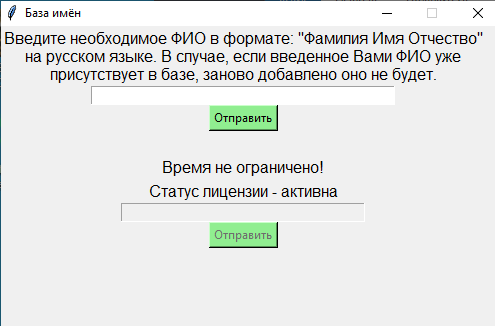 База имён
Введите необходимое ФИО в формате: "Фамилия Имя Отчество"
на русском языке. В случае, если введенное Вами ФИО уже
присутствует в базе, заново добавлено оно не будет.
Отправить
Время не ограничено!
Статус лицензии - активна
Отправить